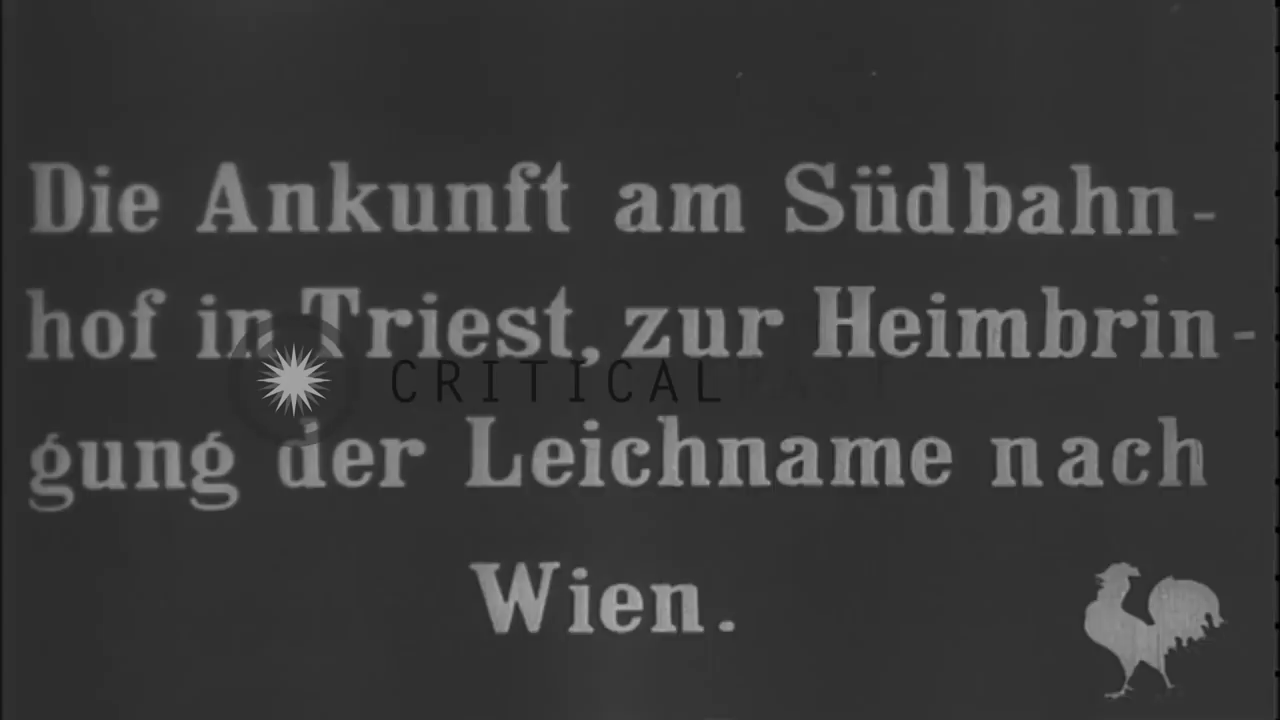 Die Ankunft am Südbahn-
hof in Triest, zur Heimbrin-
CRITICAL
gung der Leichname nach
Wien.